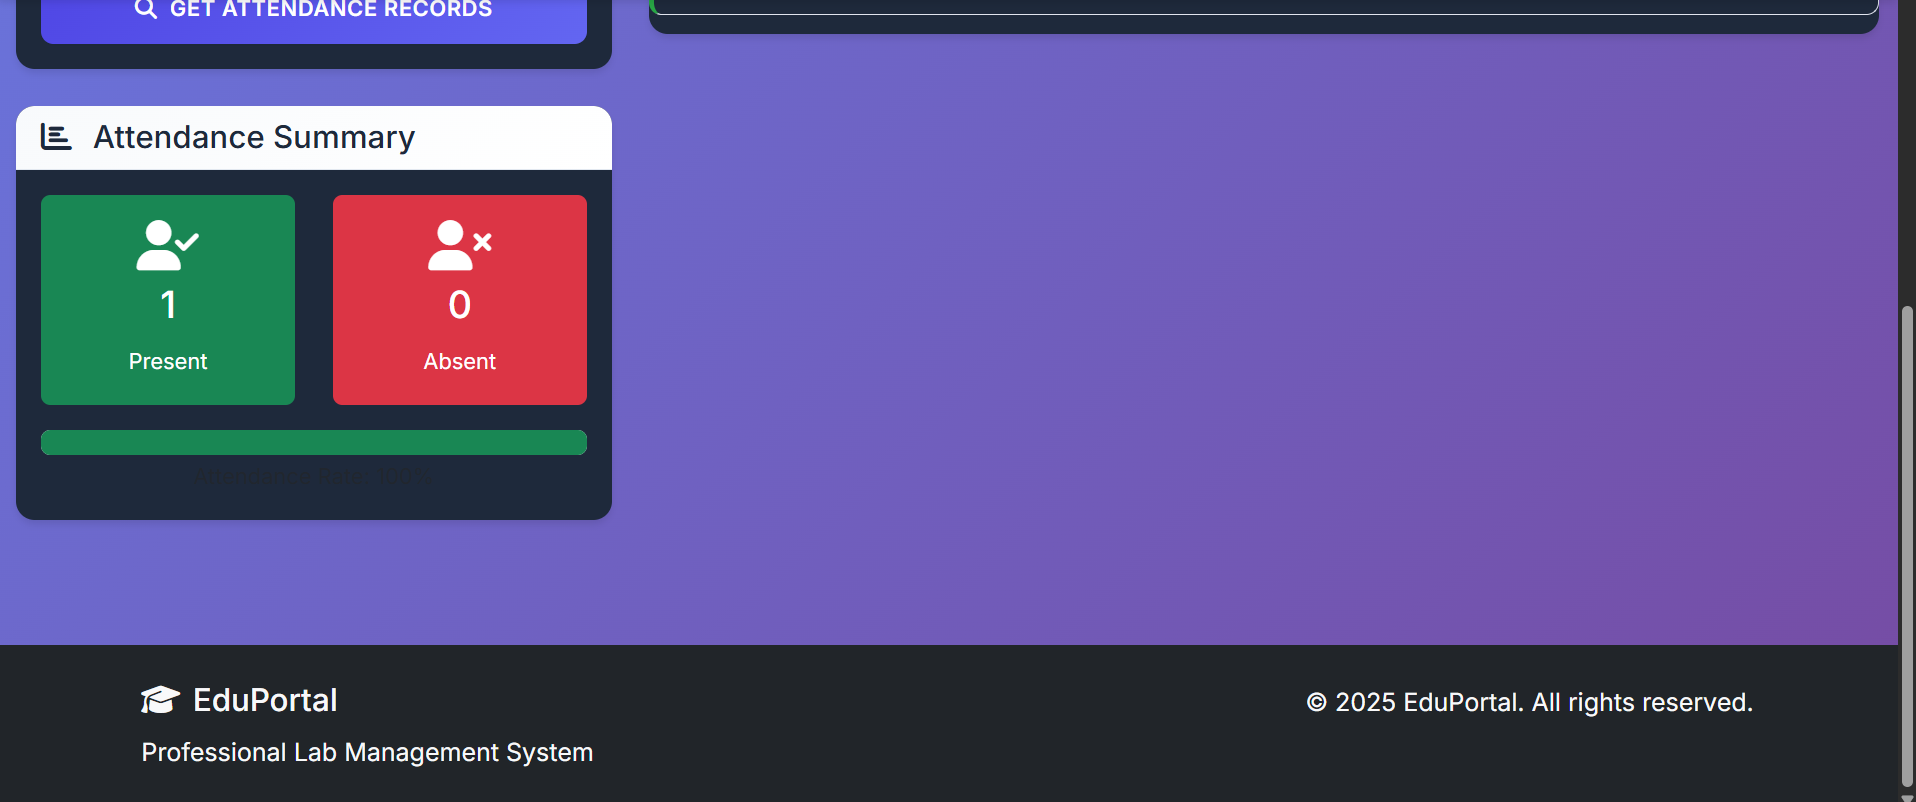 GET ATTENDANCE RECORDS
Attendance Summary
1
Present
0
Absent
Attendance Rate: 100%
EduPortal
Professional Lab Management System
© 2025 EduPortal. All rights reserved.